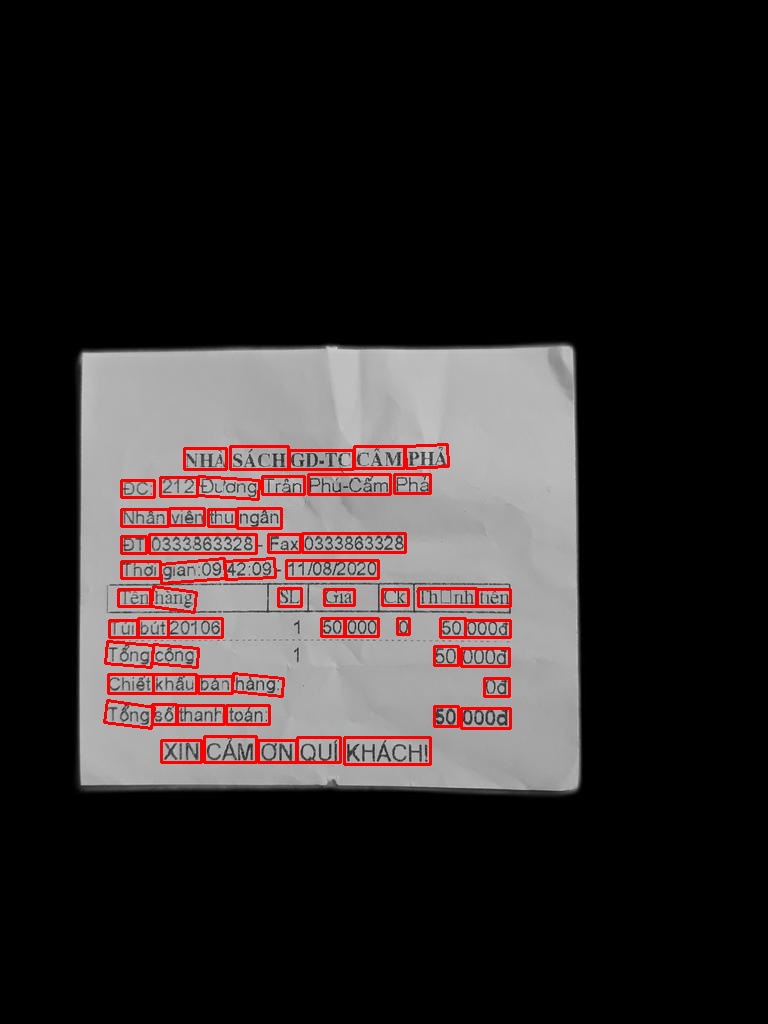 NHÀ SÁCH GD-TC CẨM PHẢ
ĐC: 212 Đương Trần Phú-Cẩm Phả
Nhân viên thu ngân
ĐT 0333863328 - Fax 0333863328
Thơi gian:09 42:09 - 11/08/2020
Tên hàng SL Giá Ck Th□nh tiền
Túi bút 20106 1 50 000 0 50 000đ
Tổng cộng 1 50 000đ
Chiết khấu bán hàng: 0đ
Tổng số thanh toán: 50 000đ
XIN CẢM ƠN QUÍ KHÁCH!